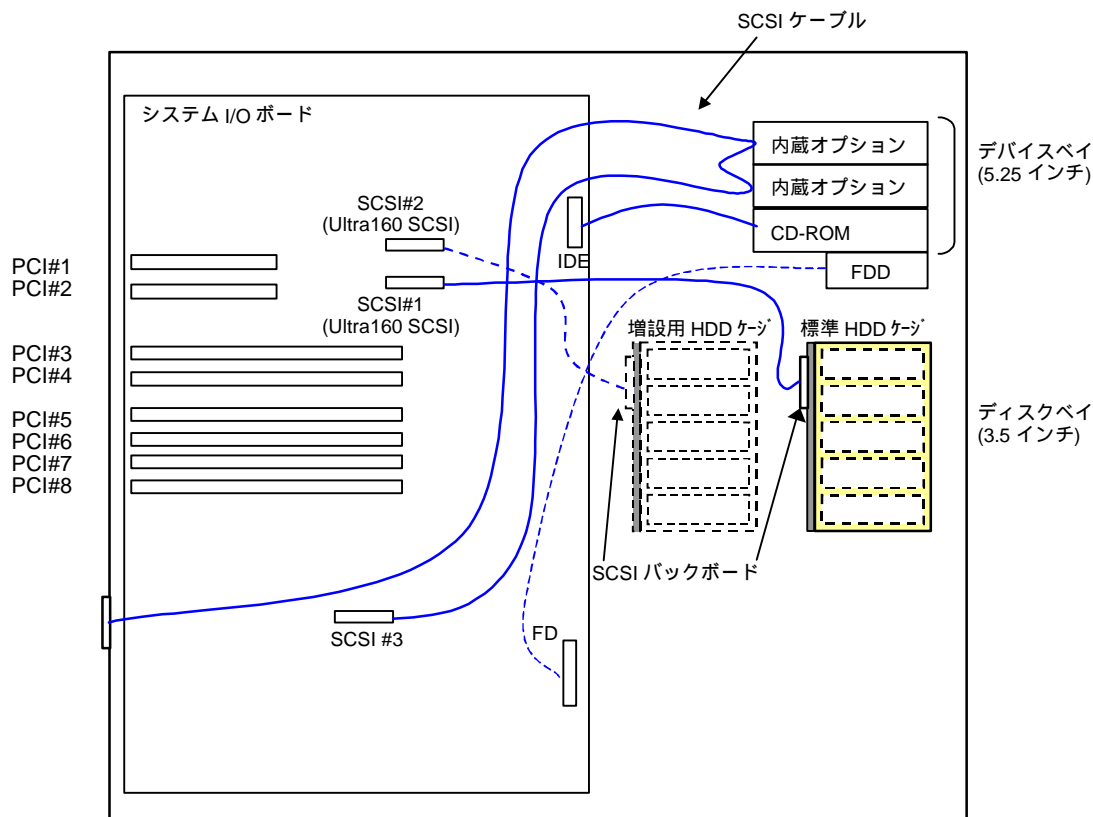 SCSI ケーブル
システム I/O ボード
内蔵オプション
内蔵オプション
CD-ROM
FDD
デバイスベイ
(5.25 インチ)
SCSI#2
(Ultra160 SCSI)
IDE
PCI#1
PCI#2
SCSI#1
(Ultra160 SCSI)
増設用 HDD ｹｰｼﾞ
標準 HDD ｹｰｼﾞ
PCI#3
PCI#4
PCI#5
PCI#6
PCI#7
PCI#8
ディスクベイ
(3.5 インチ)
SCSI バックボード
SCSI #3
FD